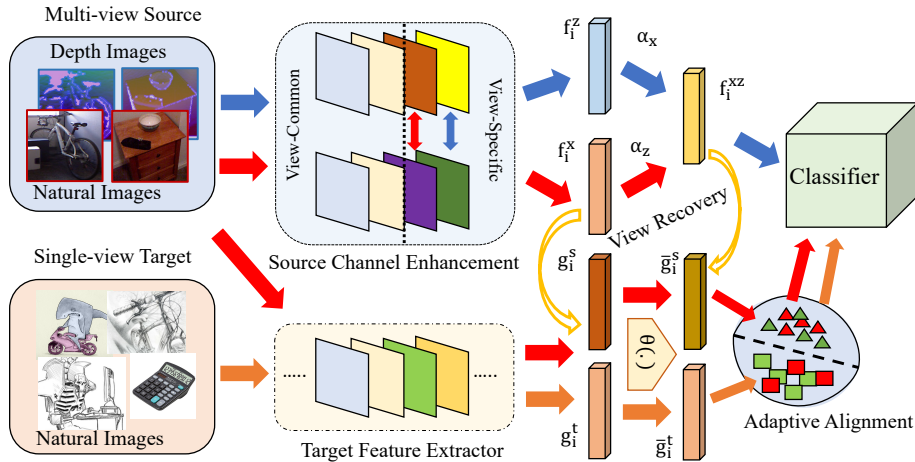 Multi-view Source
Depth Images
Natural Images
View-Common
View-Specific
Source Channel Enhancement
f_i^z
α_x
f_i^x
α_z
f_i^xz
View Recovery
Classifier
Single-view Target
Natural Images
.....
.....
Target Feature Extractor
g_i^s
ḡ_i^s
θ(.)
g_i^t
ḡ_i^t
Adaptive Alignment